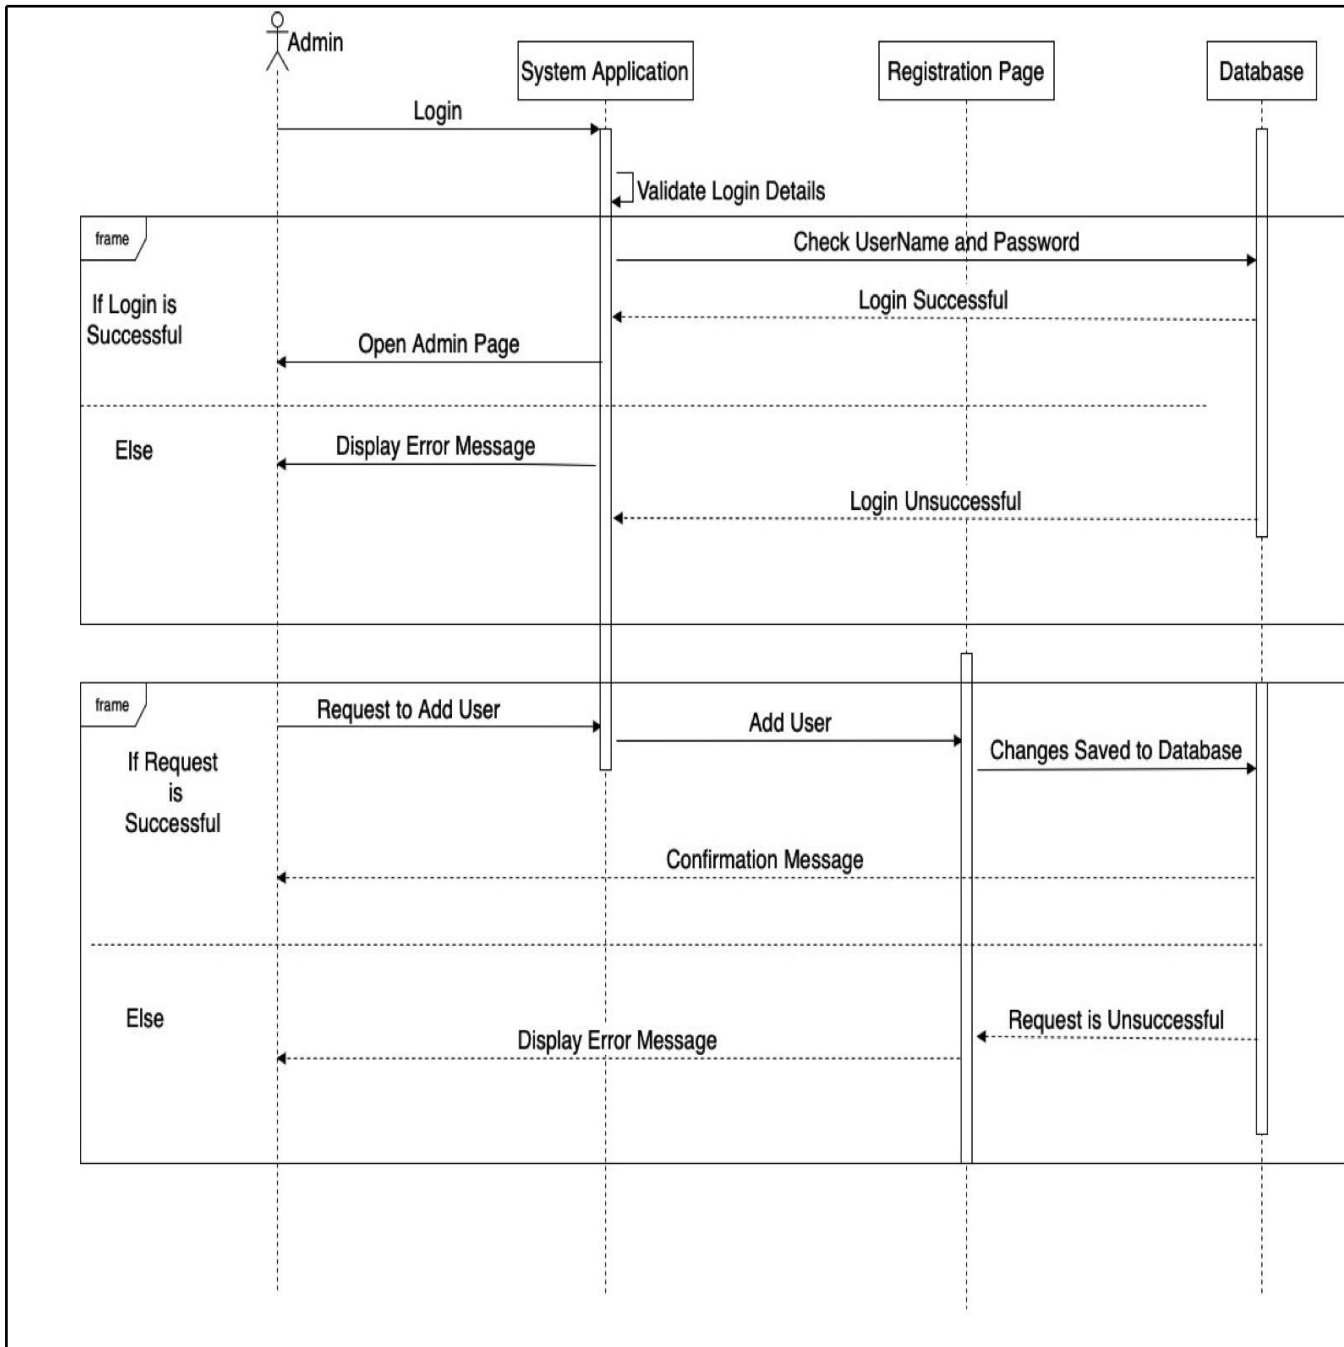 Admin
System Application
Registration Page
Database
Login
Validate Login Details
frame
Check UserName and Password
If Login is
Successful
Login Successful
Open Admin Page
Else
Display Error Message
Login Unsuccessful
frame
Request to Add User
Add User
Changes Saved to Database
If Request
is
Successful
Confirmation Message
Else
Request is Unsuccessful
Display Error Message